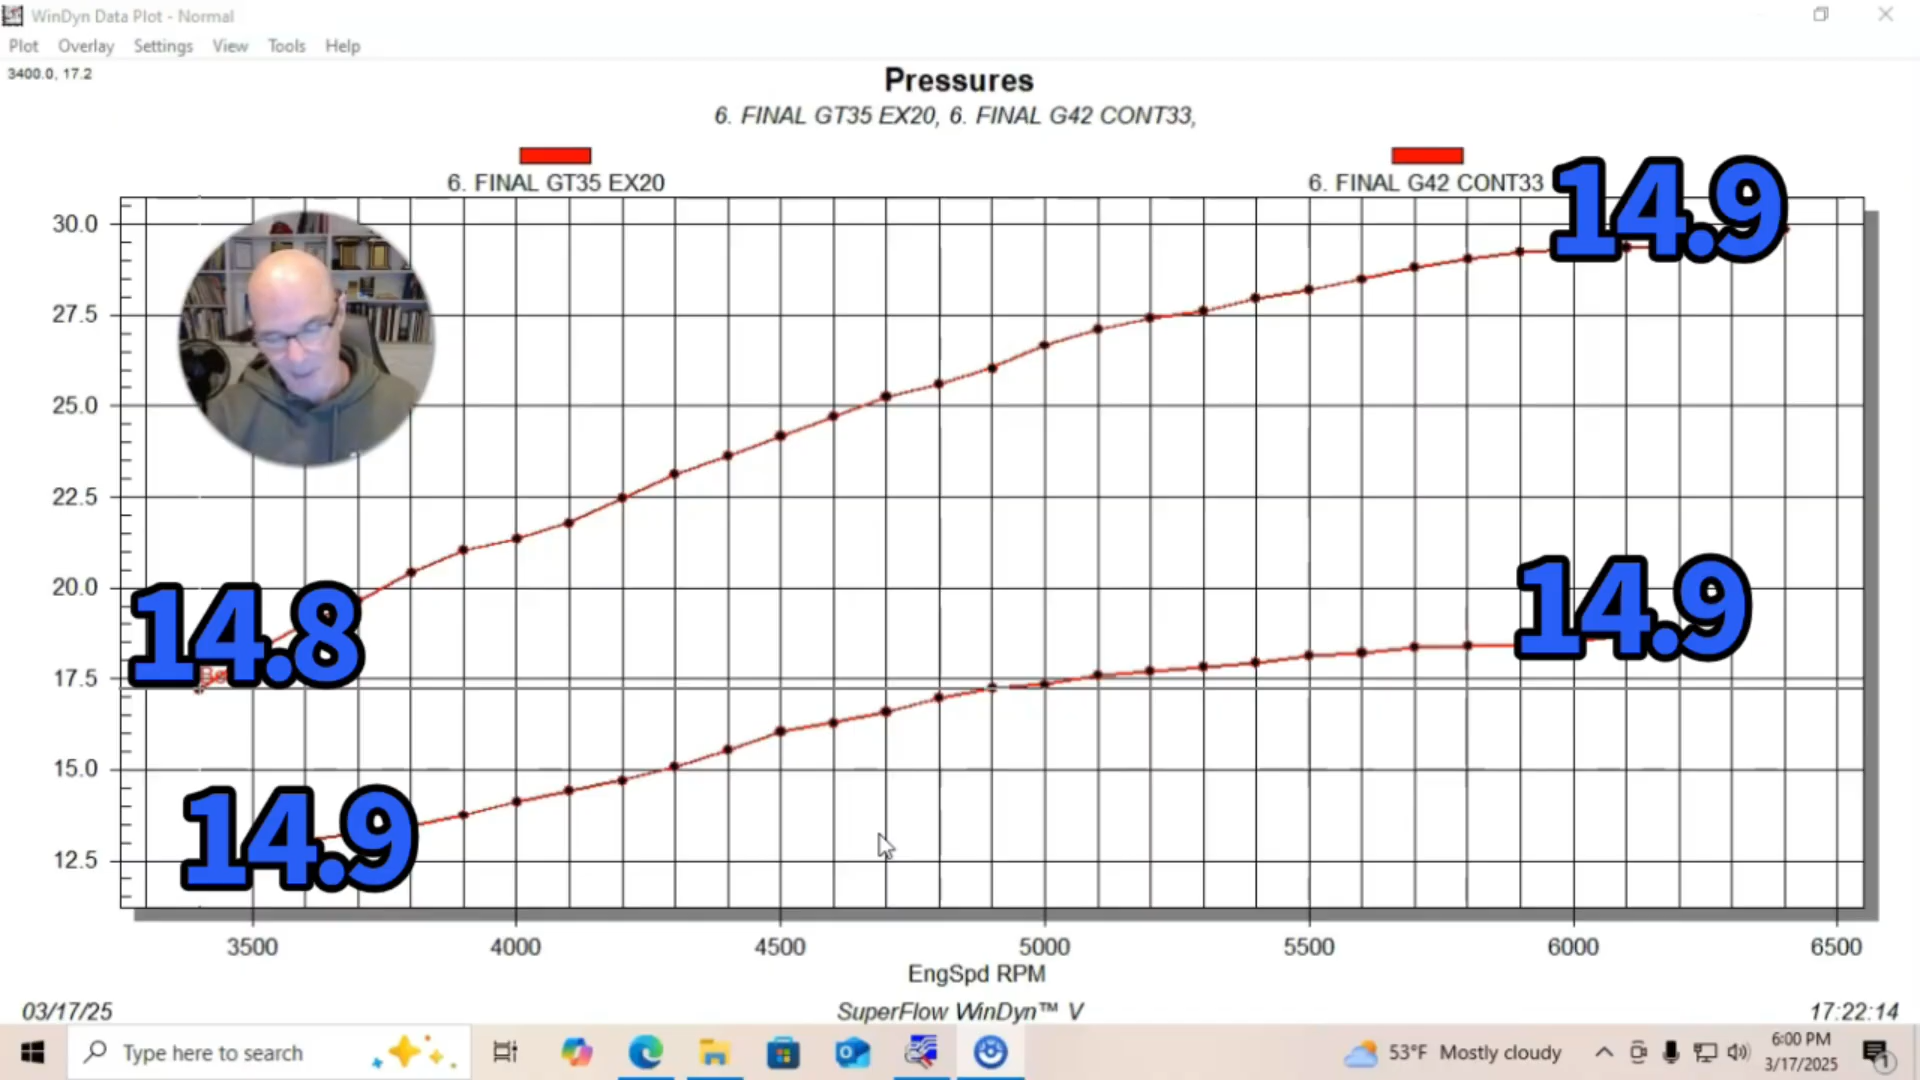 WinDyn Data Plot - Normal
Plot Overlay Settings View Tools Help
3400.0, 17.2
Pressures
6. FINAL GT35 EX20, 6. FINAL G42 CONT33,
6. FINAL GT35 EX20
6. FINAL G42 CONT33
14.9
30.0
27.5
25.0
22.5
20.0
14.8
14.9
17.5
15.0
14.9
12.5
3500 4000 4500 5000 5500 6000 6500
EngSpd RPM
03/17/25
SuperFlow WinDyn™ V
17:22:14
Type here to search
53°F Mostly cloudy
6:00 PM
3/17/2025
1